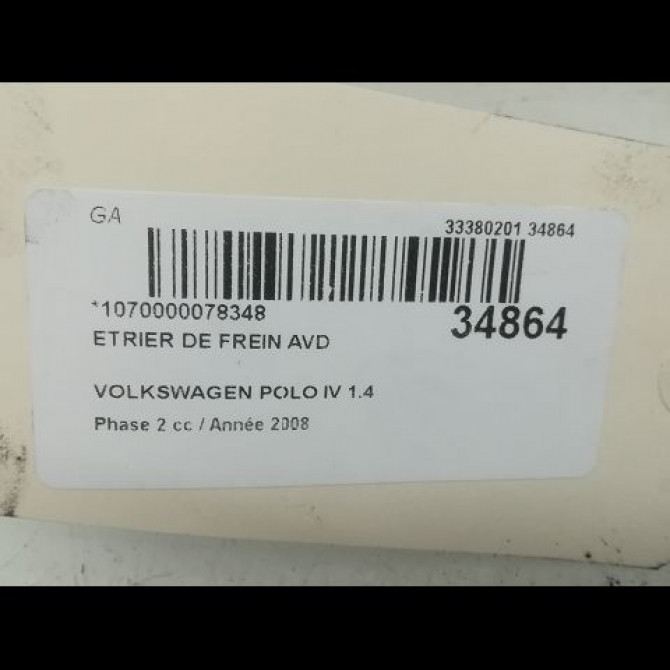 GA
33380201 34864
*1070000078348
34864
ETRIER DE FREIN AVD
VOLKSWAGEN POLO IV 1.4
Phase 2 cc / Année 2008